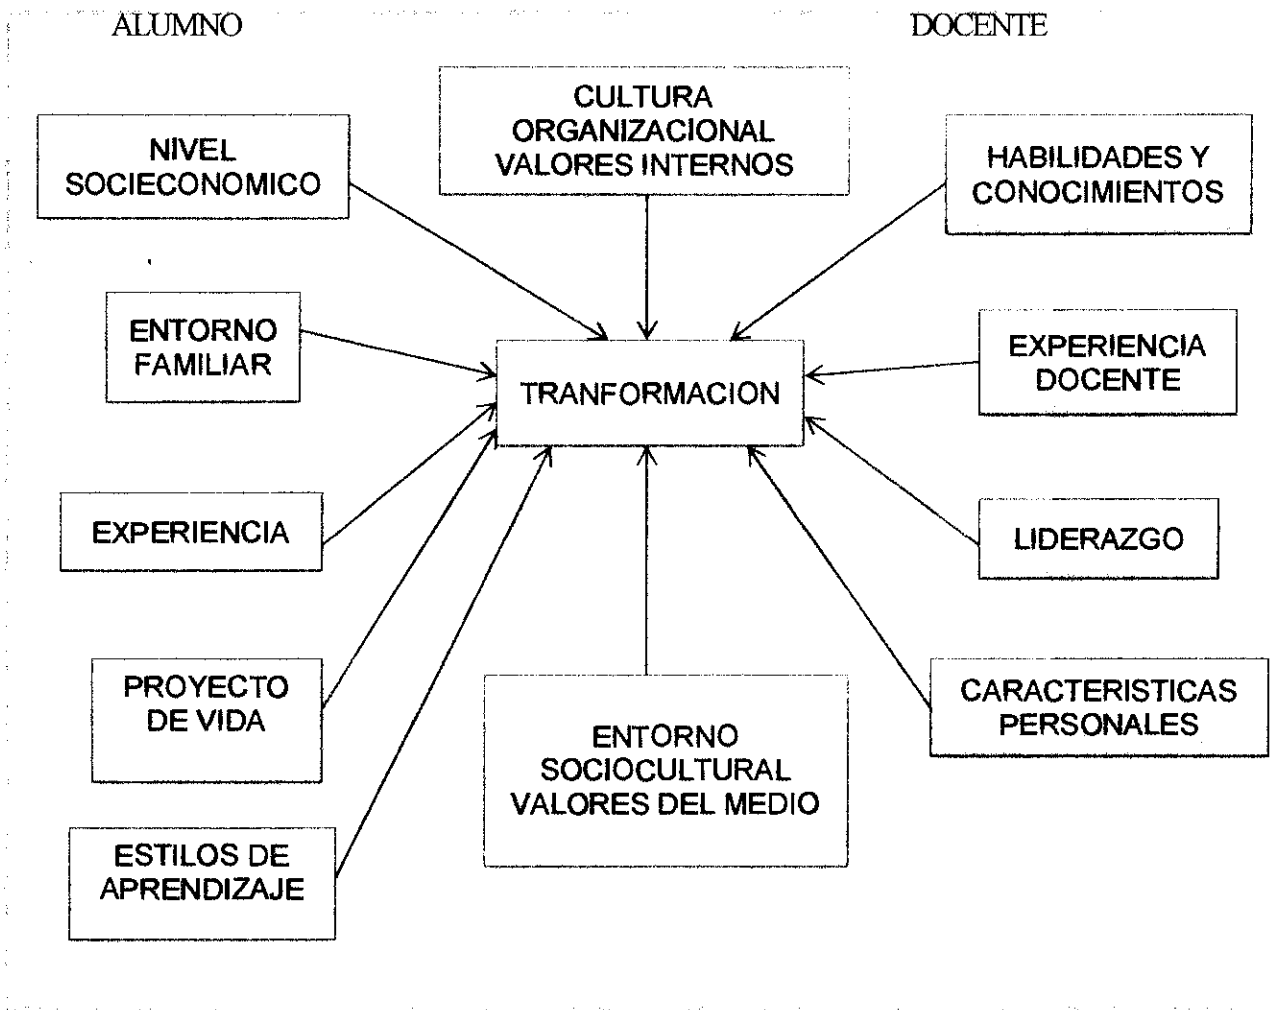 ALUMNO
DOCENTE
CULTURA
ORGANIZACIONAL
VALORES INTERNOS
NIVEL
SOCIECONOMICO
HABILIDADES Y
CONOCIMIENTOS
ENTORNO
FAMILIAR
TRANFORMACION
EXPERIENCIA
DOCENTE
EXPERIENCIA
LIDERAZGO
PROYECTO
DE VIDA
ENTORNO
SOCIOCULTURAL
VALORES DEL MEDIO
CARACTERISTICAS
PERSONALES
ESTILOS DE
APRENDIZAJE